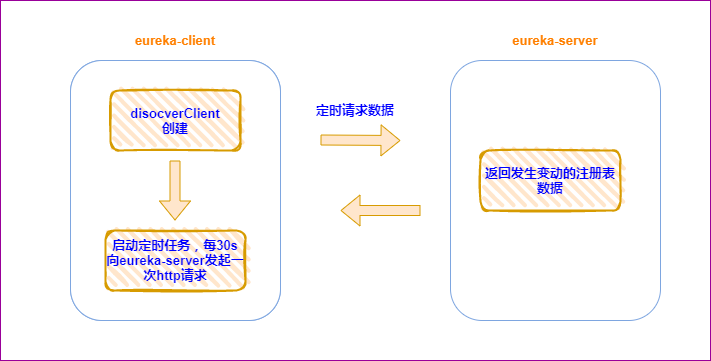 eureka-client
eureka-server
disocverClient
创建
定时请求数据
返回发生变动的注册表
数据
启动定时任务，每30s
向eureka-server发起一
次http请求